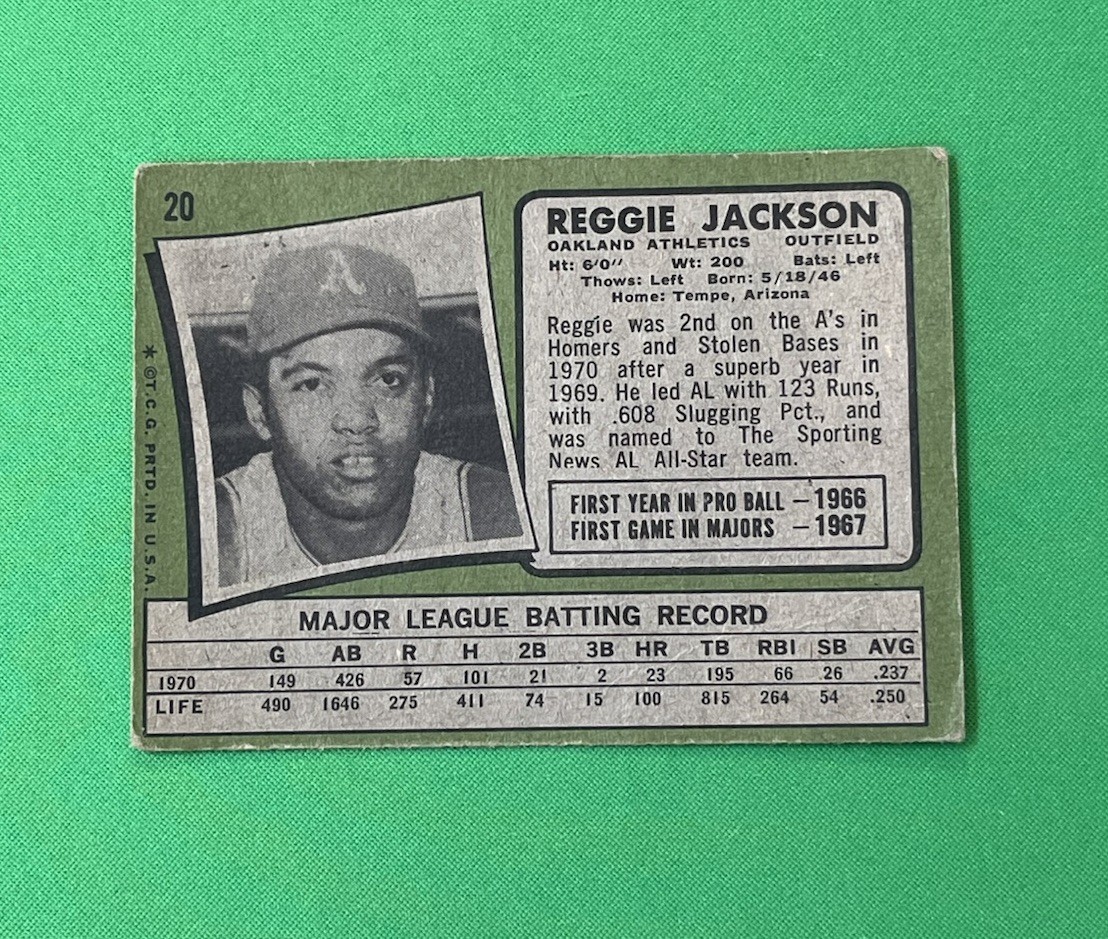 20
REGGIE JACKSON
OAKLAND ATHLETICS OUTFIELD
Ht: 6'0" Wt: 200 Bats: Left
Thows: Left Born: 5/18/46
Home: Tempe, Arizona
Reggie was 2nd on the A's in
Homers and Stolen Bases in
1970 after a superb year in
1969. He led AL with 123 Runs,
with .608 Slugging Pct., and
was named to The Sporting
News AL All-Star team.
FIRST YEAR IN PRO BALL – 1966
FIRST GAME IN MAJORS – 1967
A
* ©T.C.G. PRTD. IN U.S.A.
MAJOR LEAGUE BATTING RECORD
G AB R H 2B 3B HR TB RBI SB AVG
1970 149 426 57 101 21 2 23 195 66 26 .237
LIFE 490 1646 275 411 74 15 100 815 264 54 .250